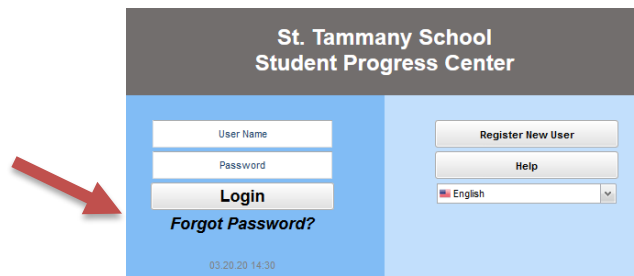 St. Tammany School
Student Progress Center
User Name
Password
Login
Forgot Password?
03.20.20 14:30
Register New User
Help
English